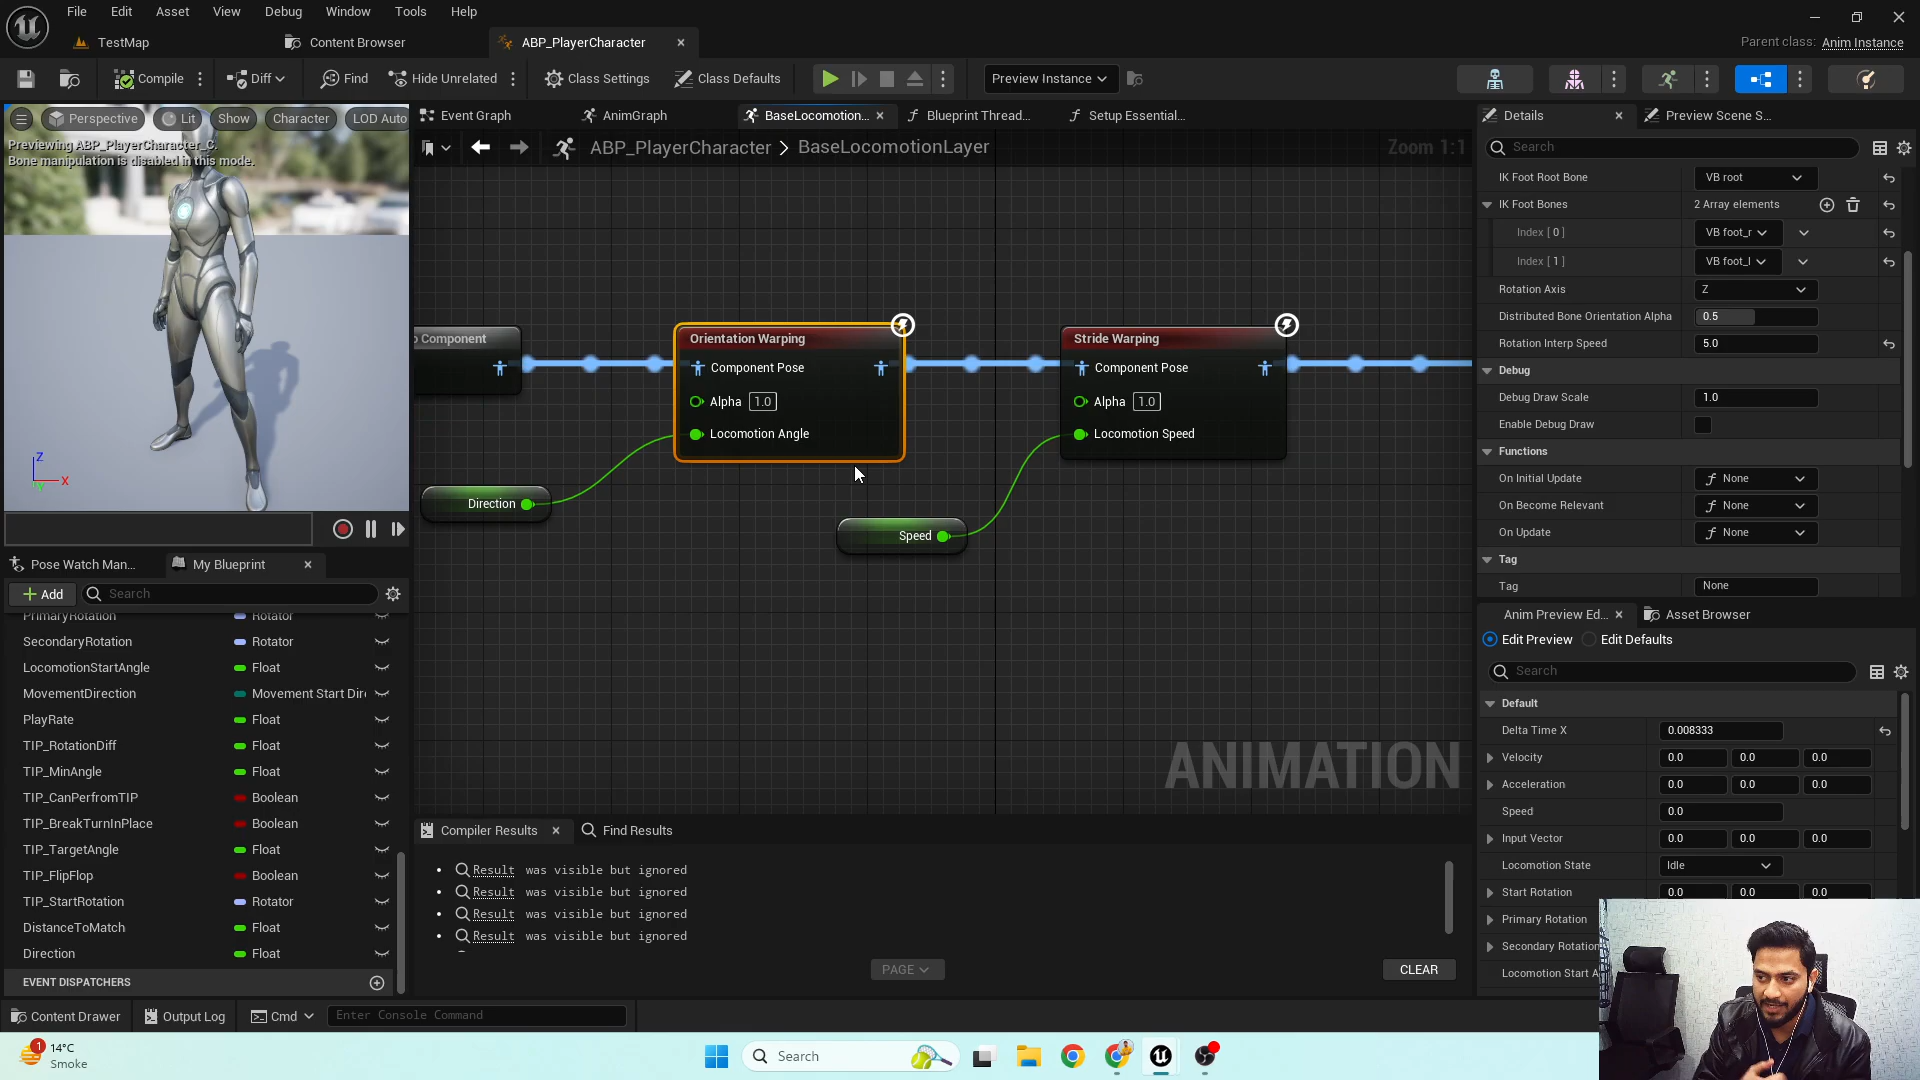 File Edit Asset View Debug Window Tools Help
TestMap Content Browser ABP_PlayerCharacter
Parent class: Anim Instance
Compile Diff Find Hide Unrelated Class Settings Class Defaults Preview Instance
Perspective Lit Show Character LOD Auto
Previewing ABP_PlayerCharacter_C.
Bone manipulation is disabled in this mode.
Z
X
Y
Pose Watch Man... My Blueprint
Add Search
PrimaryRotation Rotator
SecondaryRotation Rotator
LocomotionStartAngle Float
MovementDirection Movement Start Dir
PlayRate Float
TIP_RotationDiff Float
TIP_MinAngle Float
TIP_CanPerfromTIP Boolean
TIP_BreakTurnInPlace Boolean
TIP_TargetAngle Float
TIP_FlipFlop Boolean
TIP_StartRotation Rotator
DistanceToMatch Float
Direction Float
EVENT DISPATCHERS
Event Graph AnimGraph BaseLocomotion... Blueprint Thread... Setup Essential...
ABP_PlayerCharacter > BaseLocomotionLayer Zoom 1:1
Component
Orientation Warping
Component Pose
Alpha 1.0
Locomotion Angle
Direction
Stride Warping
Component Pose
Alpha 1.0
Locomotion Speed
Speed
ANIMATION
Compiler Results Find Results
• Result was visible but ignored
• Result was visible but ignored
• Result was visible but ignored
• Result was visible but ignored
PAGE CLEAR
Details Preview Scene S...
Search
IK Foot Root Bone VB root
IK Foot Bones 2 Array elements
Index [ 0 ] VB foot_r
Index [ 1 ] VB foot_l
Rotation Axis Z
Distributed Bone Orientation Alpha 0.5
Rotation Interp Speed 5.0
Debug
Debug Draw Scale 1.0
Enable Debug Draw
Functions
On Initial Update None
On Become Relevant None
On Update None
Tag
Tag None
Anim Preview Ed... Asset Browser
Edit Preview Edit Defaults
Search
Default
Delta Time X 0.008333
Velocity 0.0 0.0 0.0
Acceleration 0.0 0.0 0.0
Speed 0.0
Input Vector 0.0 0.0 0.0
Locomotion State Idle
Start Rotation 0.0 0.0 0.0
Primary Rotation
Secondary Rotation
Locomotion Start A
Content Drawer Output Log Cmd Enter Console Command
1 14°C
Smoke
Search